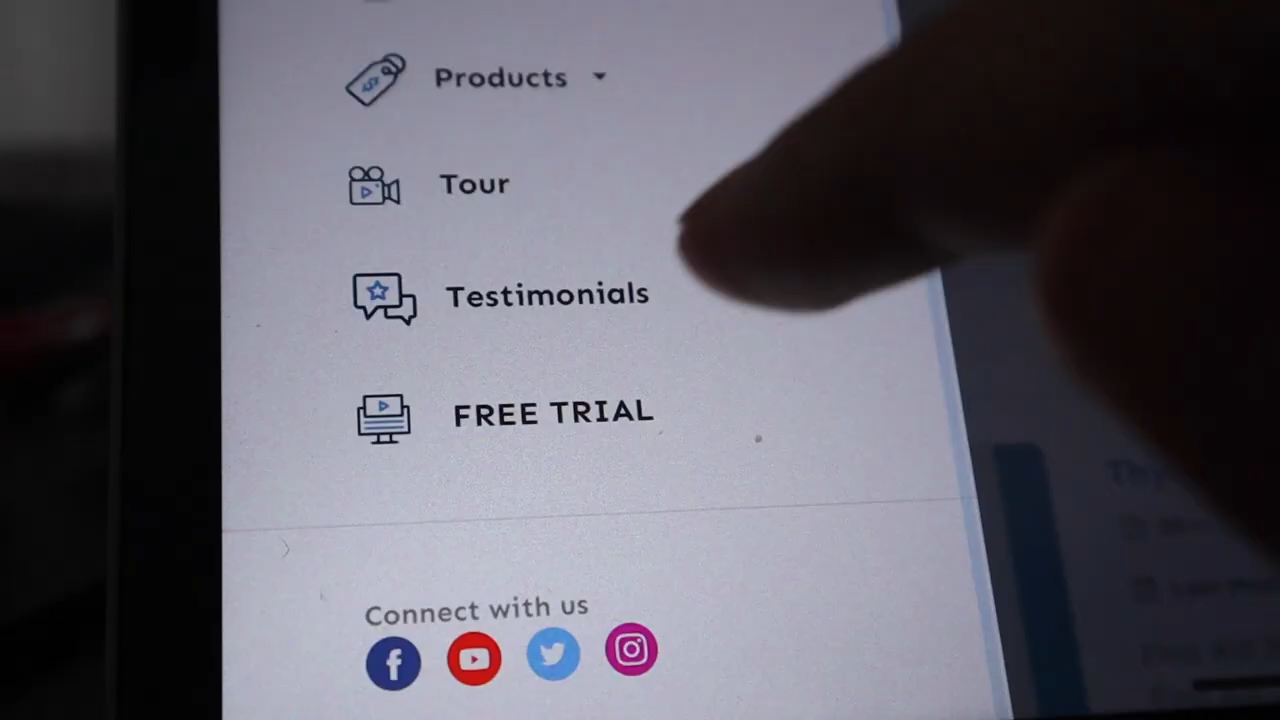 Products
Tour
Testimonials
FREE TRIAL
Connect with us